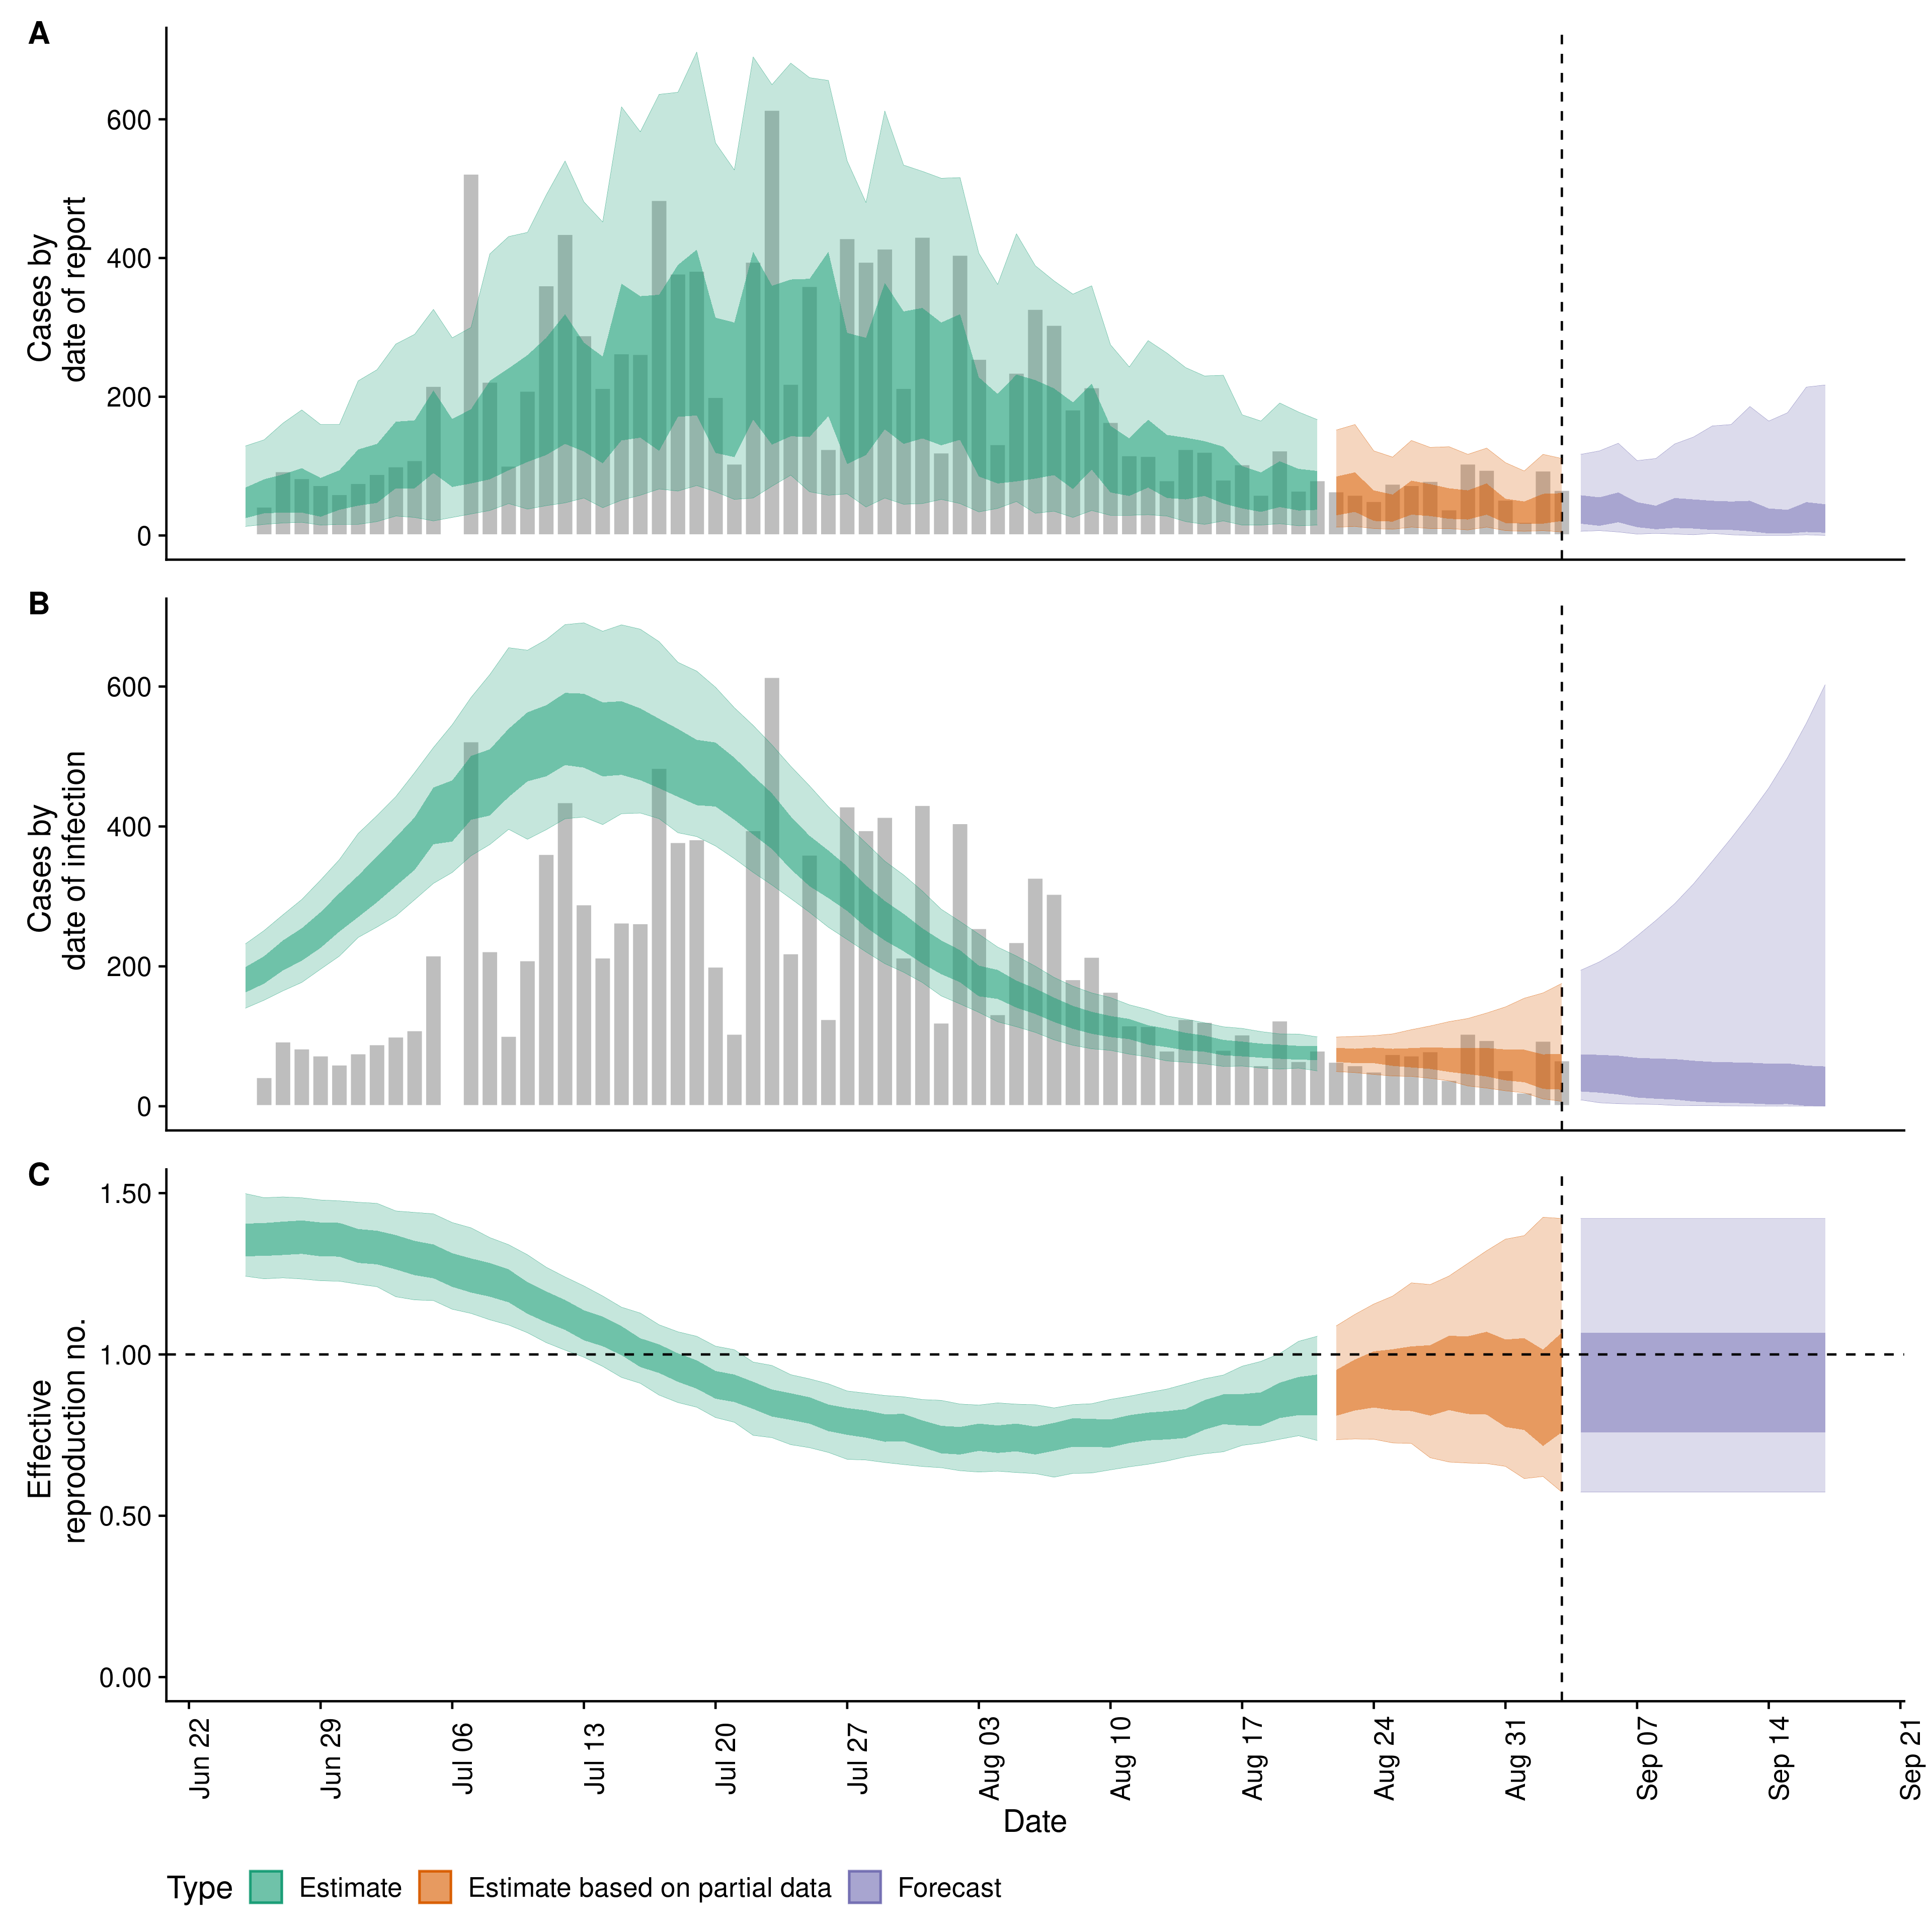 A
Cases by
date of report
600
400
200
0
B
Cases by
date of infection
600
400
200
0
C
Effective
reproduction no.
1.50
1.00
0.50
0.00
Jun 22
Jun 29
Jul 06
Jul 13
Jul 20
Jul 27
Aug 03
Aug 10
Aug 17
Aug 24
Aug 31
Sep 07
Sep 14
Sep 21
Date
Type
Estimate
Estimate based on partial data
Forecast